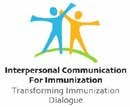 Interpersonal Communication
For Immunization
Transforming Immunization
Dialogue